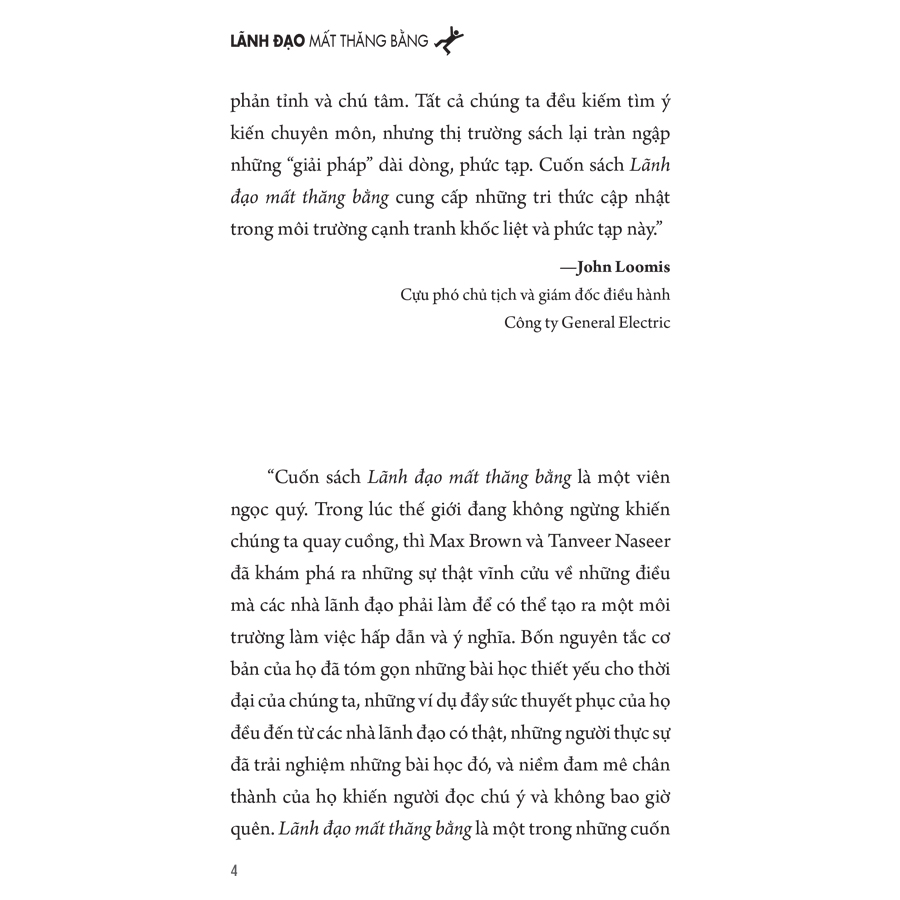 LÃNH ĐẠO MẤT THĂNG BẰNG
phản tỉnh và chú tâm. Tất cả chúng ta đều kiếm tìm ý
kiến chuyên môn, nhưng thị trường sách lại tràn ngập
những “giải pháp” dài dòng, phức tạp. Cuốn sách Lãnh
đạo mất thăng bằng cung cấp những tri thức cập nhật
trong môi trường cạnh tranh khốc liệt và phức tạp này.”
—John Loomis
Cựu phó chủ tịch và giám đốc điều hành
Công ty General Electric
“Cuốn sách Lãnh đạo mất thăng bằng là một viên
ngọc quý. Trong lúc thế giới đang không ngừng khiến
chúng ta quay cuồng, thì Max Brown và Tanveer Naseer
đã khám phá ra những sự thật vĩnh cửu về những điều
mà các nhà lãnh đạo phải làm để có thể tạo ra một môi
trường làm việc hấp dẫn và ý nghĩa. Bốn nguyên tắc cơ
bản của họ đã tóm gọn những bài học thiết yếu cho thời
đại của chúng ta, những ví dụ đầy sức thuyết phục của họ
đều đến từ các nhà lãnh đạo có thật, những người thực sự
đã trải nghiệm những bài học đó, và niềm đam mê chân
thành của họ khiến người đọc chú ý và không bao giờ
quên. Lãnh đạo mất thăng bằng là một trong những cuốn
4